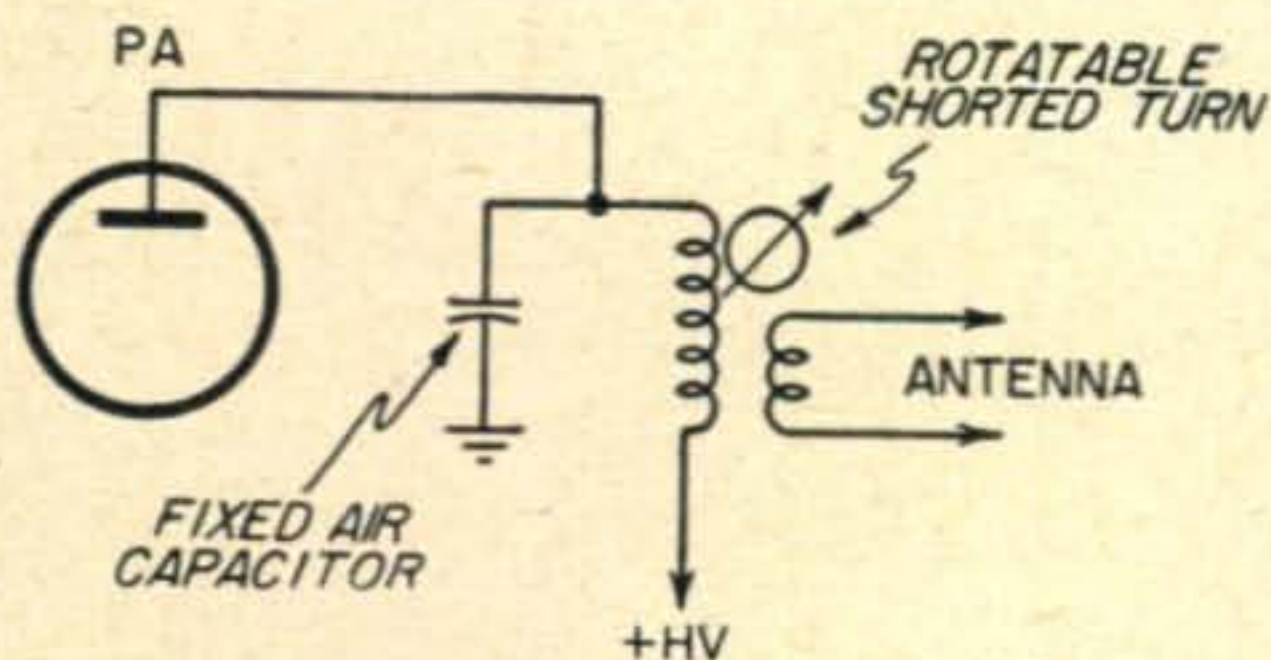 PA
ROTATABLE
SHORTED TURN
ANTENNA
FIXED AIR
CAPACITOR
+HV